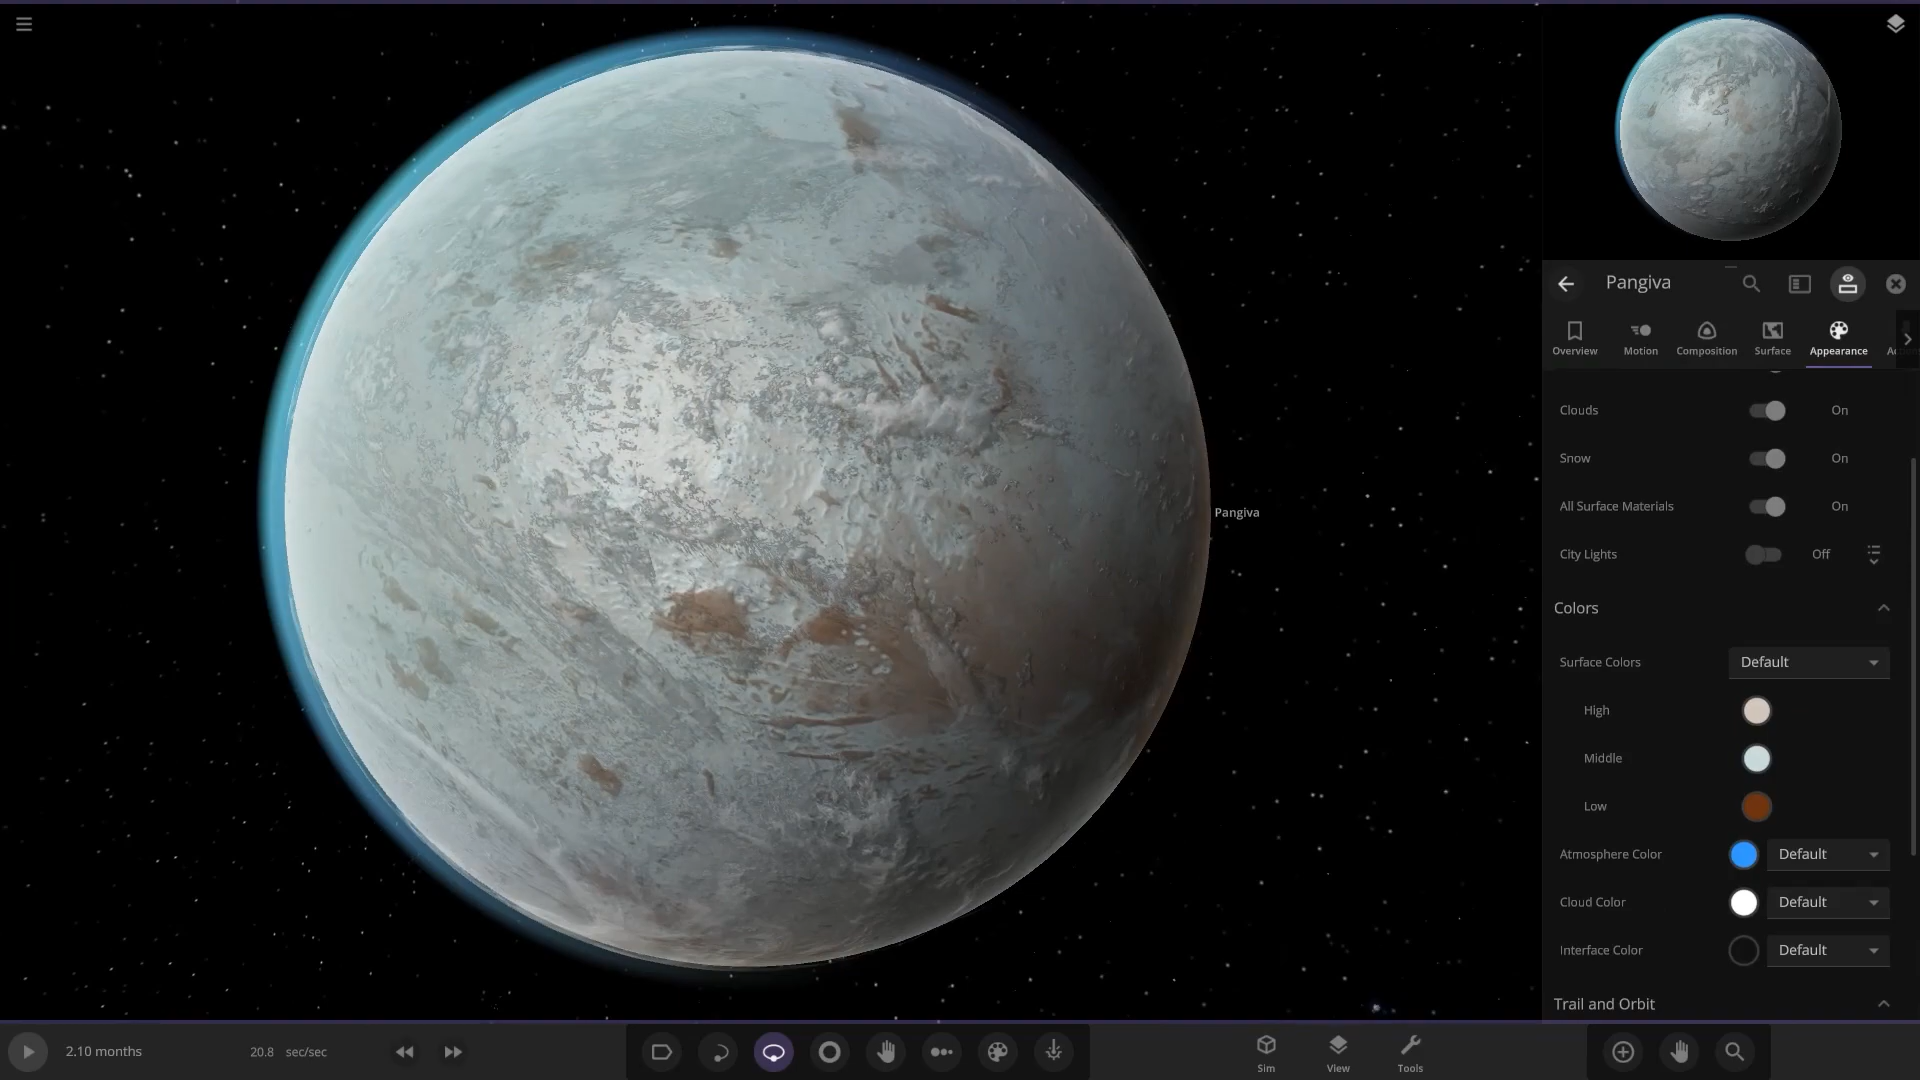 Pangiva
Overview
Motion
Composition
Surface
Appearance
Clouds
On
Snow
On
All Surface Materials
On
City Lights
Off
Colors
Surface Colors
Default
High
Middle
Low
Atmosphere Color
Default
Cloud Color
Default
Interface Color
Default
Trail and Orbit
Pangiva
2.10 months
20.8 sec/sec
Sim
View
Tools